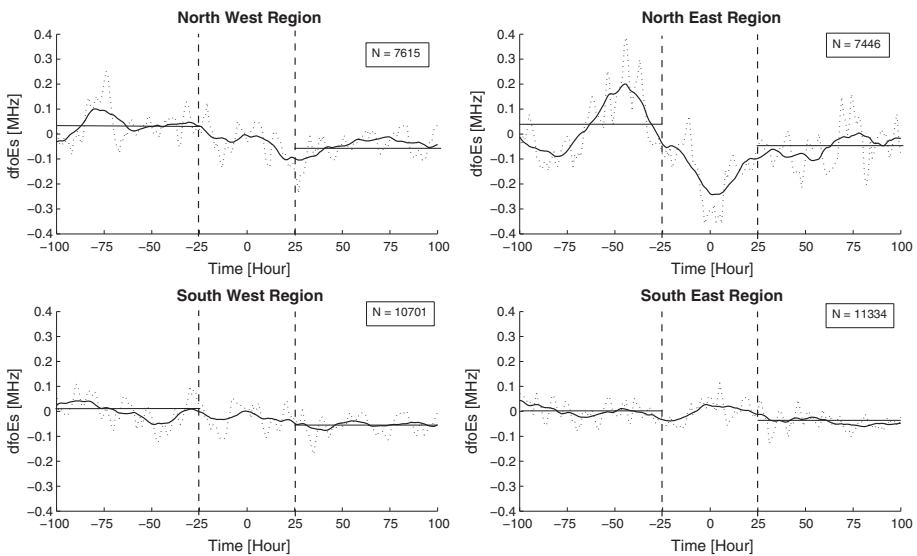 North West Region
N = 7615
dfoEs [MHz]
0.4
0.3
0.2
0.1
0
−0.1
−0.2
−0.3
−0.4
−100 −75 −50 −25 0 25 50 75 100
Time [Hour]
North East Region
N = 7446
dfoEs [MHz]
0.4
0.3
0.2
0.1
0
−0.1
−0.2
−0.3
−0.4
−100 −75 −50 −25 0 25 50 75 100
Time [Hour]
South West Region
N = 10701
dfoEs [MHz]
0.4
0.3
0.2
0.1
0
−0.1
−0.2
−0.3
−0.4
−100 −75 −50 −25 0 25 50 75 100
Time [Hour]
South East Region
N = 11334
dfoEs [MHz]
0.4
0.3
0.2
0.1
0
−0.1
−0.2
−0.3
−0.4
−100 −75 −50 −25 0 25 50 75 100
Time [Hour]